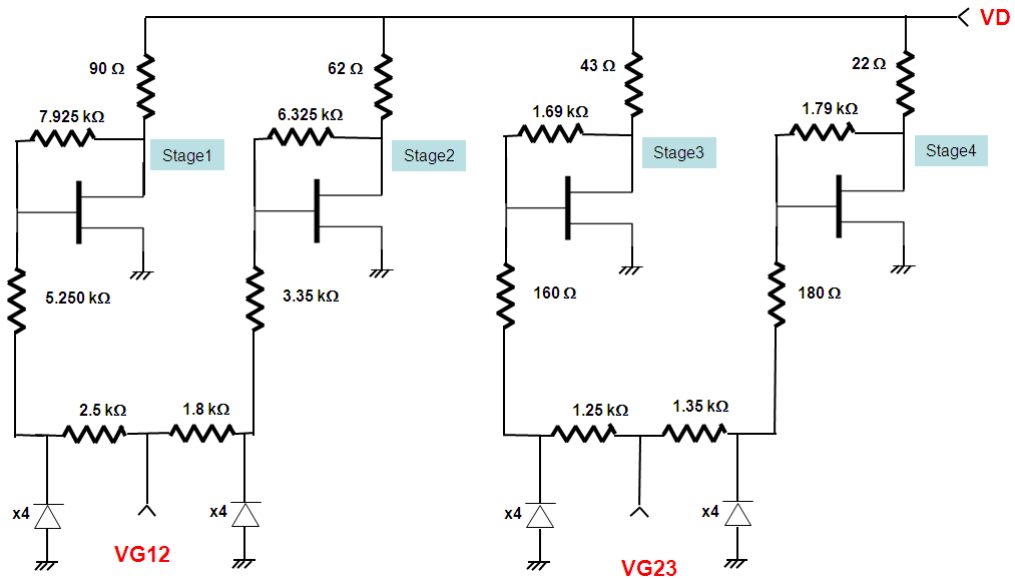 VD
90 Ω
62 Ω
43 Ω
22 Ω
7.925 kΩ
6.325 kΩ
1.69 kΩ
1.79 kΩ
Stage1
Stage2
Stage3
Stage4
5.250 kΩ
3.35 kΩ
160 Ω
180 Ω
2.5 kΩ
1.8 kΩ
1.25 kΩ
1.35 kΩ
x4
x4
x4
x4
VG12
VG23